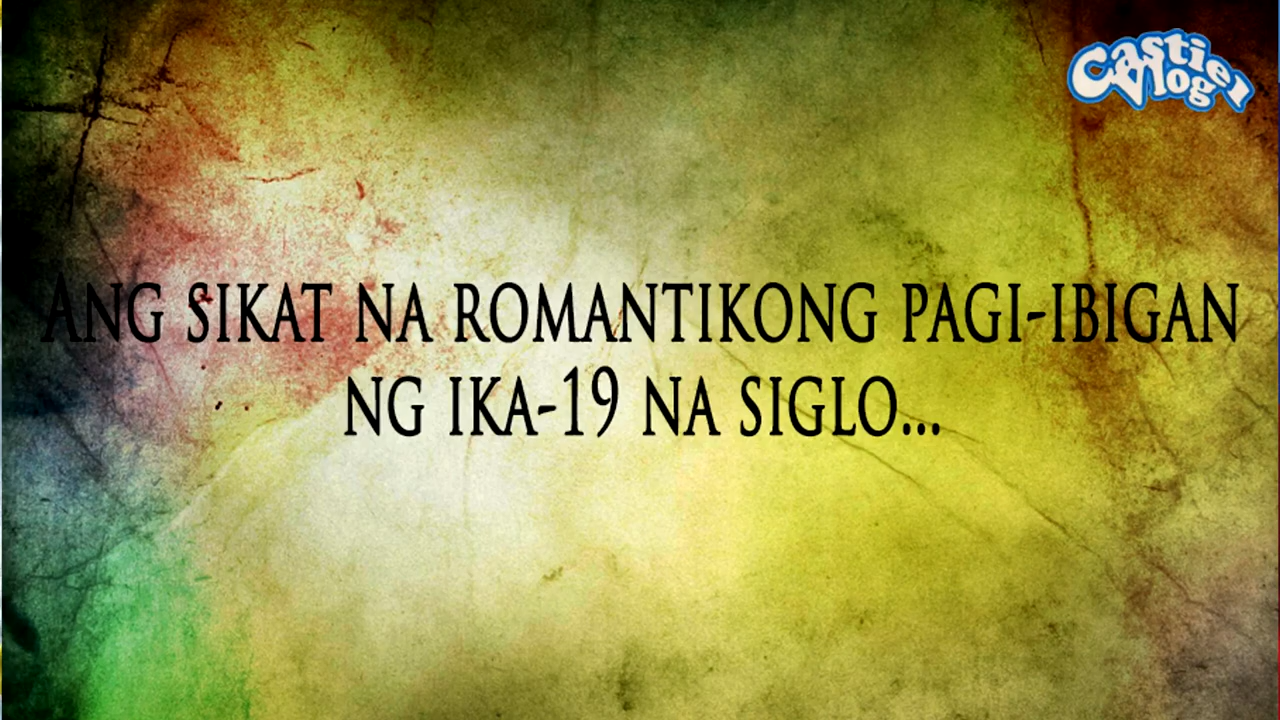 Castiel
Vlog
Ang sikat na romantikong pagi-ibigan
ng ika-19 na siglo...